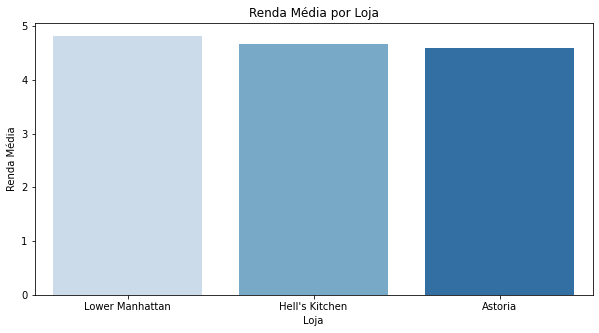 Renda Média por Loja
Renda Média
5
4
3
2
1
0
Lower Manhattan
Hell's Kitchen
Astoria
Loja